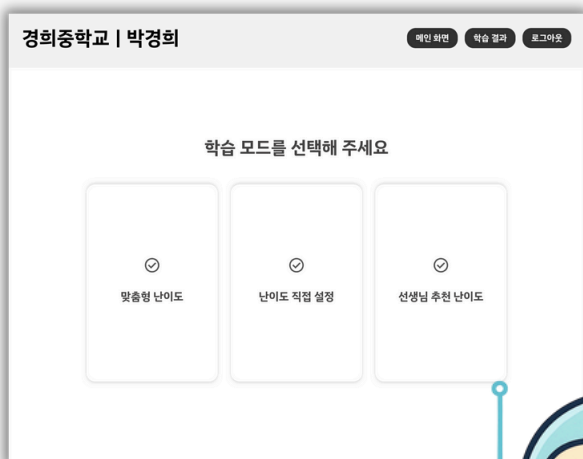 경희중학교 | 박경희
메인 화면
학습 결과
로그아웃
학습 모드를 선택해 주세요
맞춤형 난이도
난이도 직접 설정
선생님 추천 난이도